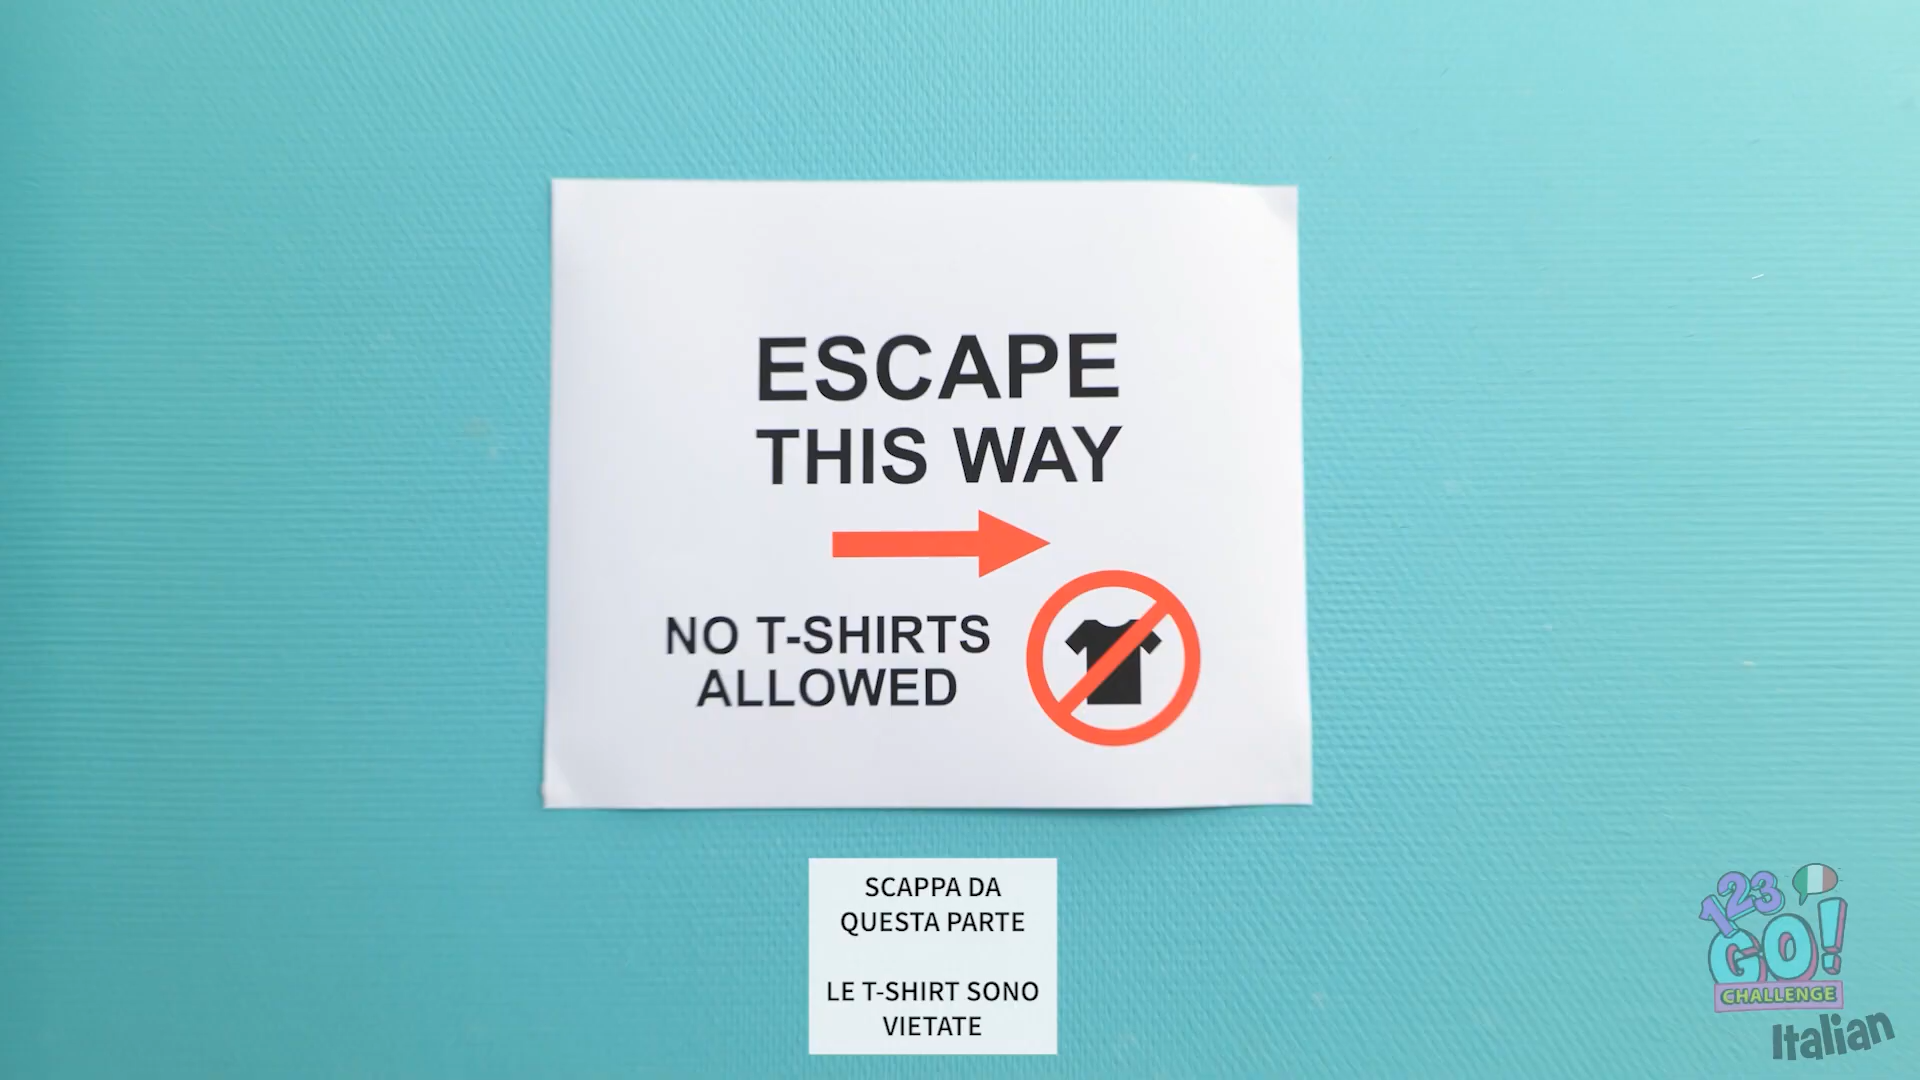 ESCAPE
THIS WAY
NO T-SHIRTS
ALLOWED
SCAPPA DA
QUESTA PARTE
LE T-SHIRT SONO
VIETATE
123
GO!
CHALLENGE
Italian